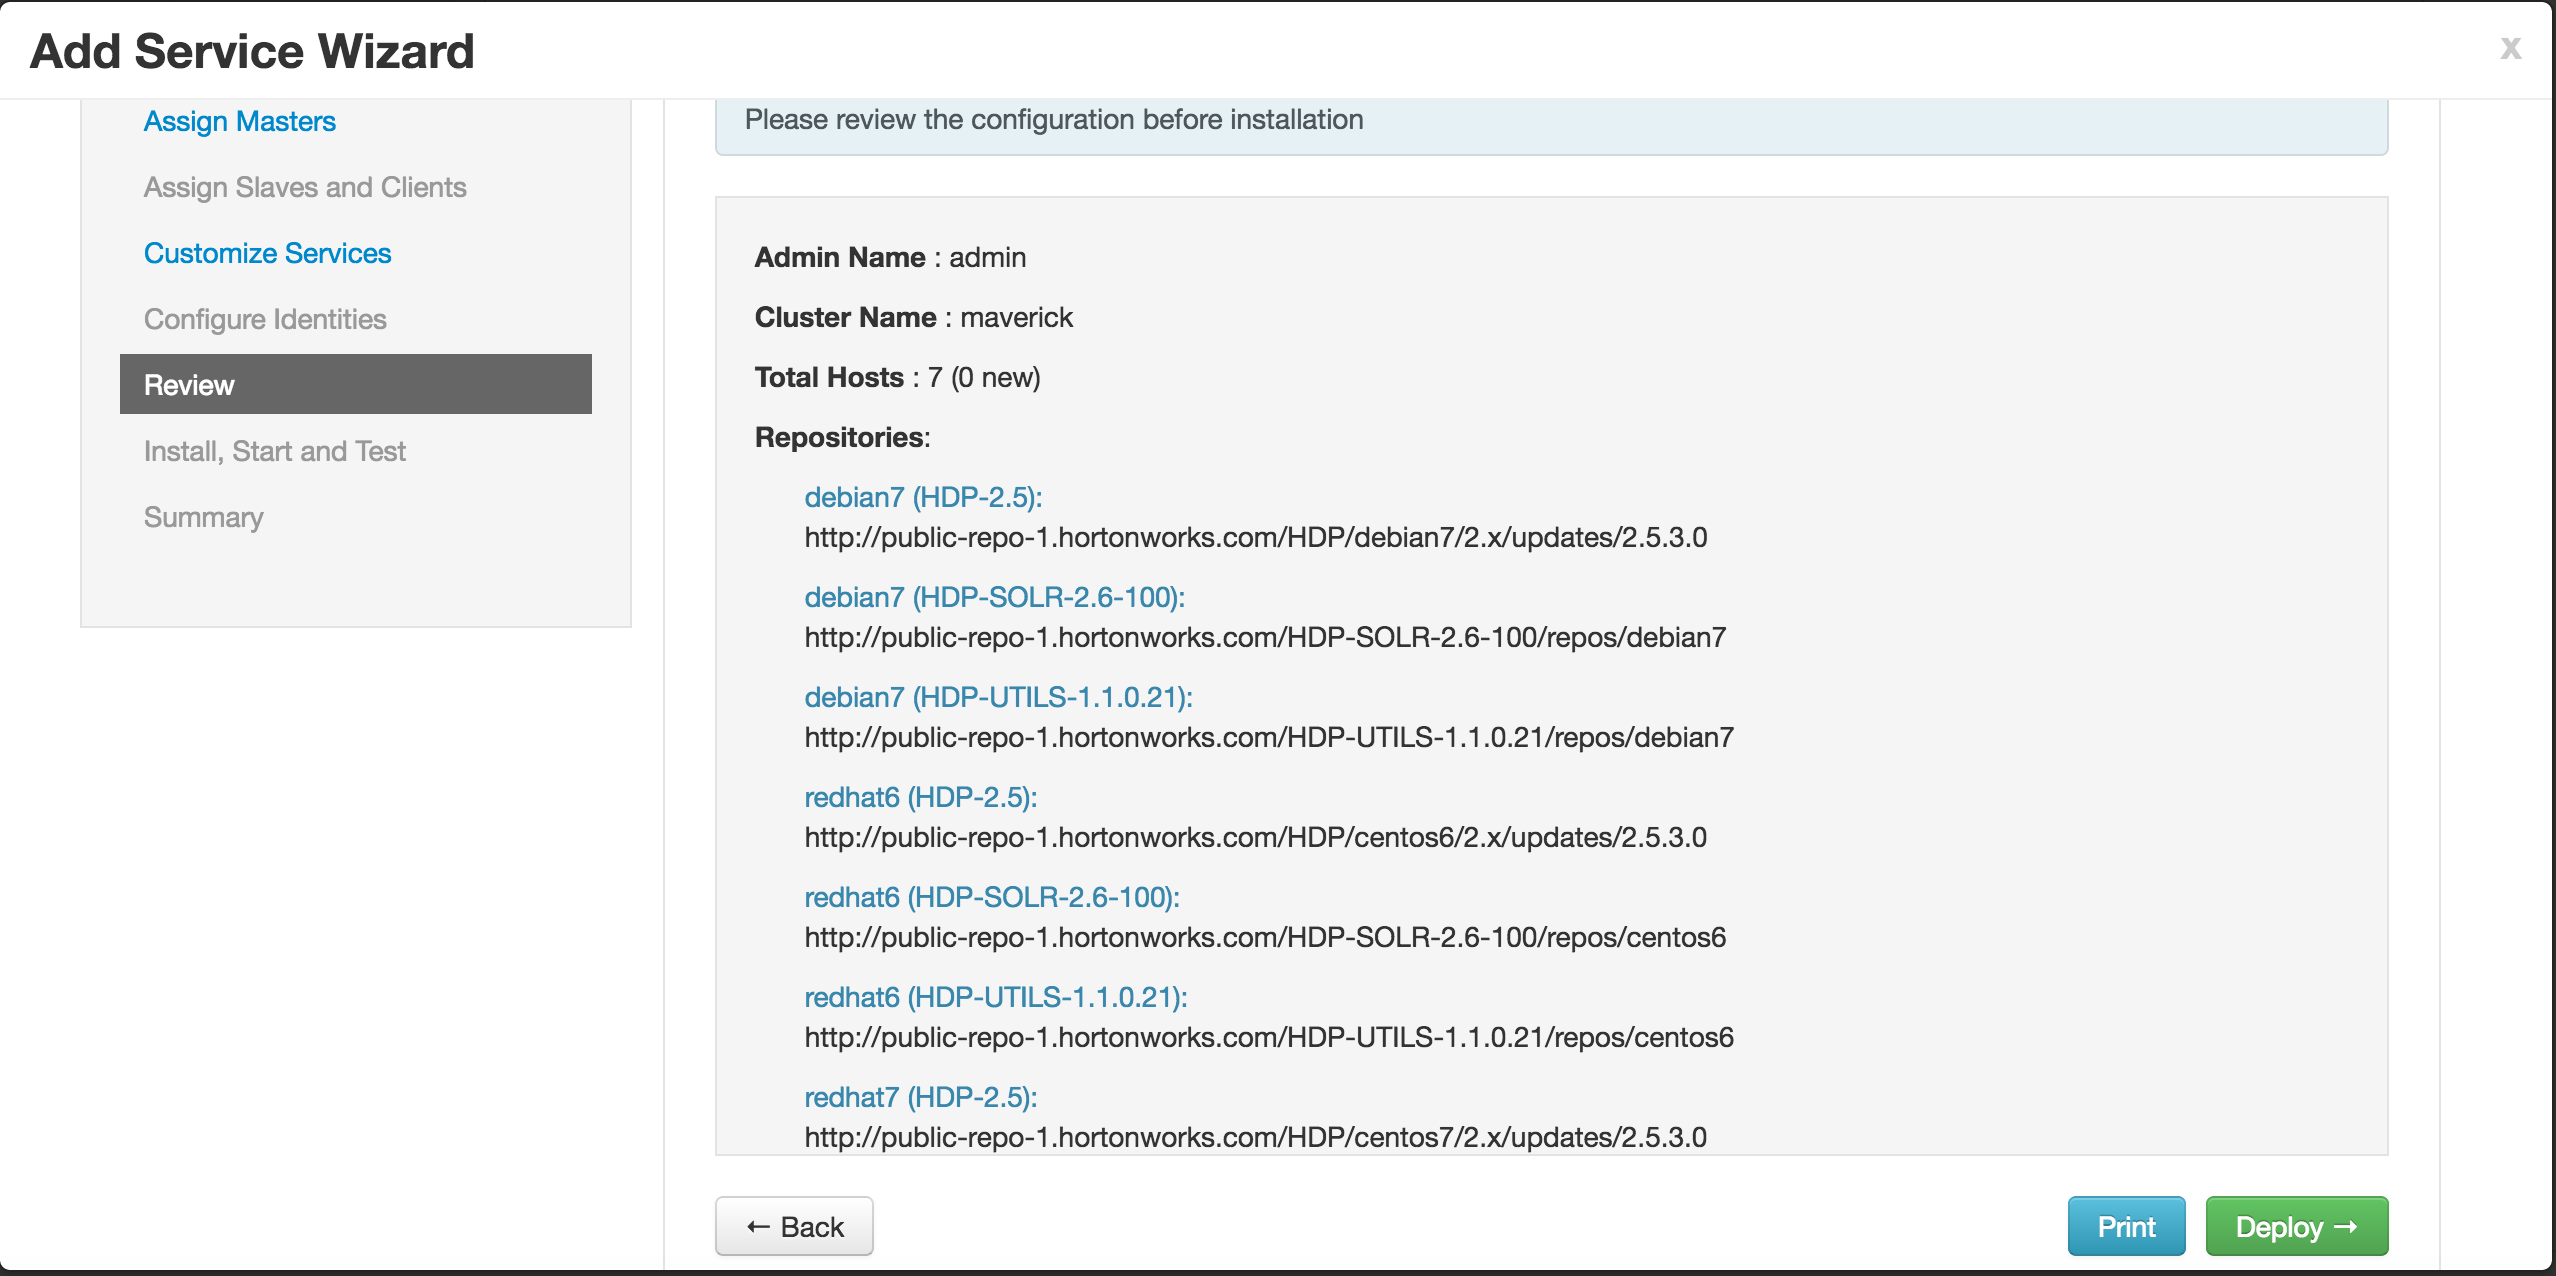 Add Service Wizard
x
Assign Masters
Assign Slaves and Clients
Customize Services
Configure Identities
Review
Install, Start and Test
Summary
Please review the configuration before installation
Admin Name : admin
Cluster Name : maverick
Total Hosts : 7 (0 new)
Repositories:
debian7 (HDP-2.5):
http://public-repo-1.hortonworks.com/HDP/debian7/2.x/updates/2.5.3.0
debian7 (HDP-SOLR-2.6-100):
http://public-repo-1.hortonworks.com/HDP-SOLR-2.6-100/repos/debian7
debian7 (HDP-UTILS-1.1.0.21):
http://public-repo-1.hortonworks.com/HDP-UTILS-1.1.0.21/repos/debian7
redhat6 (HDP-2.5):
http://public-repo-1.hortonworks.com/HDP/centos6/2.x/updates/2.5.3.0
redhat6 (HDP-SOLR-2.6-100):
http://public-repo-1.hortonworks.com/HDP-SOLR-2.6-100/repos/centos6
redhat6 (HDP-UTILS-1.1.0.21):
http://public-repo-1.hortonworks.com/HDP-UTILS-1.1.0.21/repos/centos6
redhat7 (HDP-2.5):
http://public-repo-1.hortonworks.com/HDP/centos7/2.x/updates/2.5.3.0
← Back
Print
Deploy →